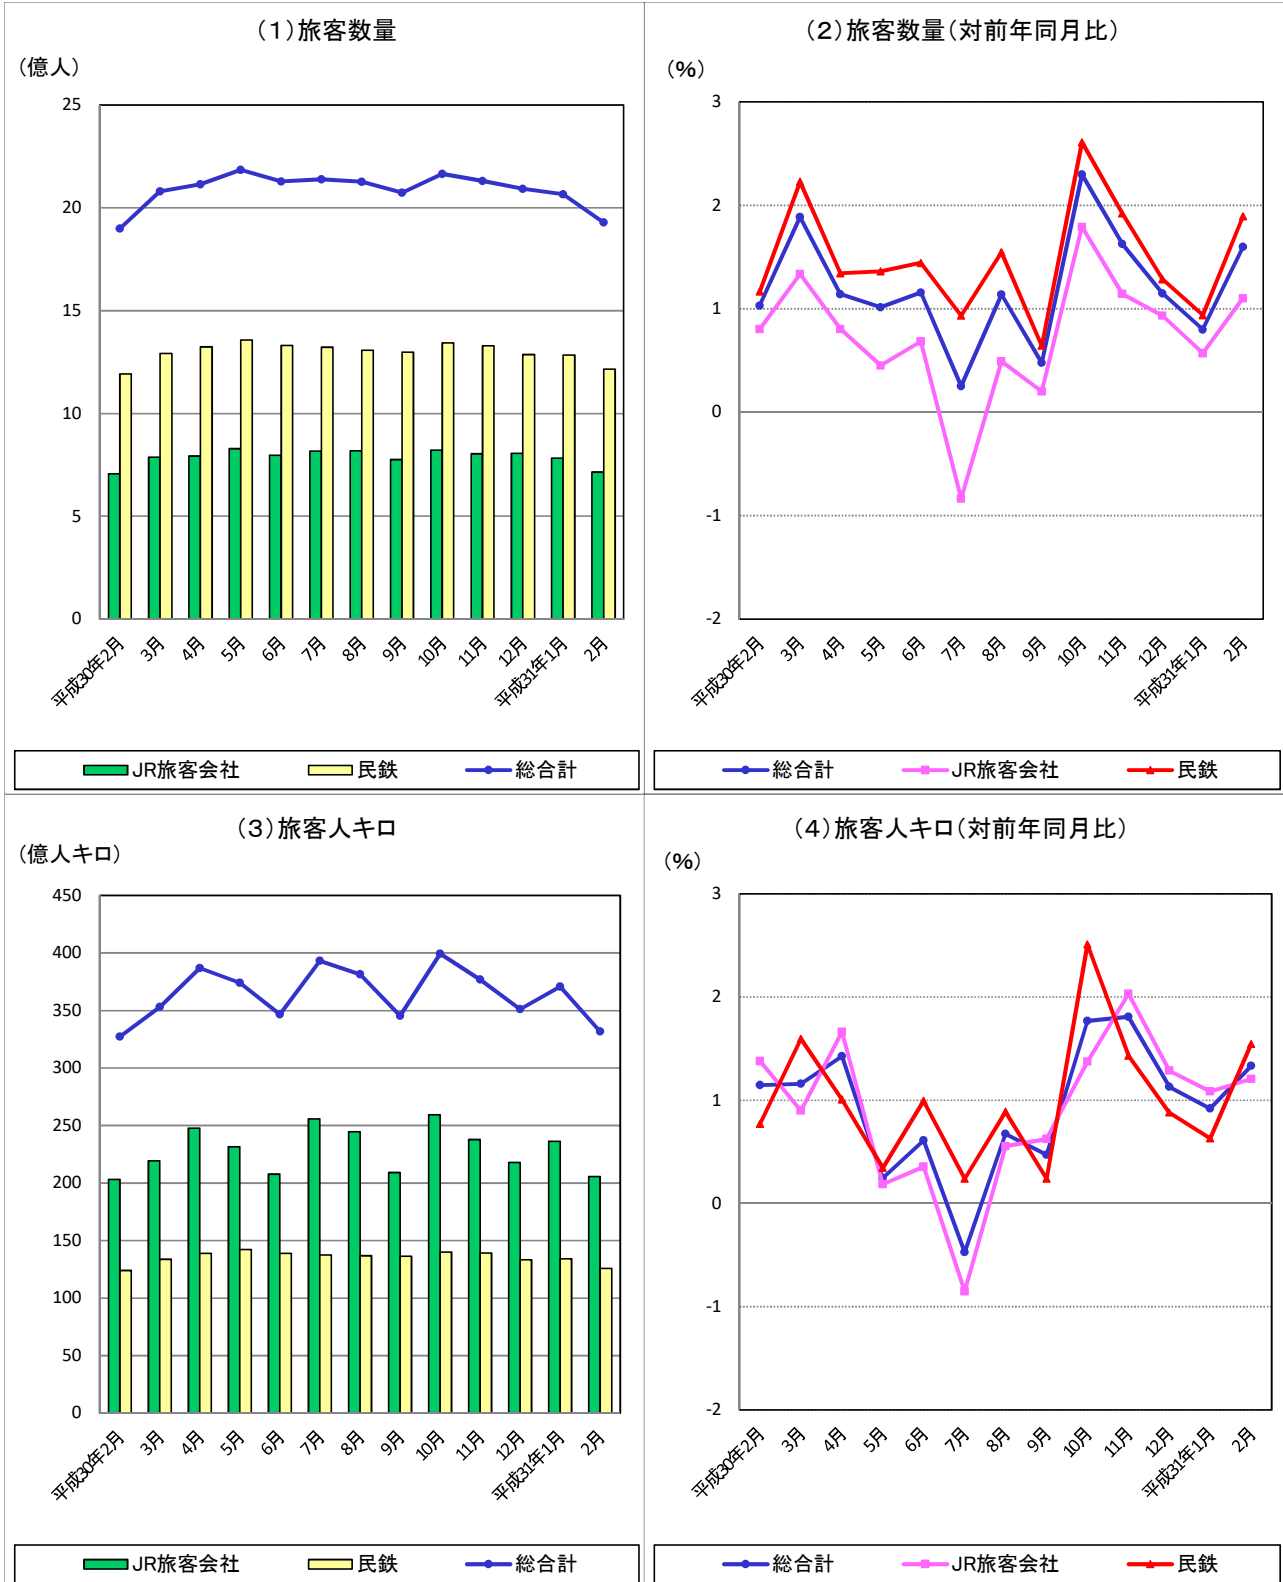 （１）旅客数量
（億人）
25
20
15
10
5
0
平成30年2月
3月
4月
5月
6月
7月
8月
9月
10月
11月
12月
平成31年1月
2月
JR旅客会社
民鉄
総合計
（２）旅客数量（対前年同月比）
（%）
3
2
1
0
-1
-2
平成30年2月
3月
4月
5月
6月
7月
8月
9月
10月
11月
12月
平成31年1月
2月
総合計
JR旅客会社
民鉄
（３）旅客人キロ
（億人キロ）
450
400
350
300
250
200
150
100
50
0
平成30年2月
3月
4月
5月
6月
7月
8月
9月
10月
11月
12月
平成31年1月
2月
JR旅客会社
民鉄
総合計
（４）旅客人キロ（対前年同月比）
（%）
3
2
1
0
-1
-2
平成30年2月
3月
4月
5月
6月
7月
8月
9月
10月
11月
12月
平成31年1月
2月
総合計
JR旅客会社
民鉄